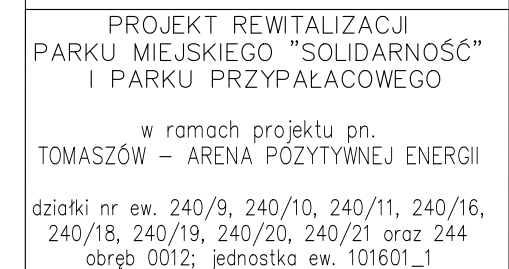 PROJEKT REWITALIZACJI
PARKU MIEJSKIEGO "SOLIDARNOŚĆ"
I PARKU PRZYPAŁACOWEGO
w ramach projektu pn.
TOMASZÓW – ARENA POZYTYWNEJ ENERGII
działki nr ew. 240/9, 240/10, 240/11, 240/16,
240/18, 240/19, 240/20, 240/21 oraz 244
obręb 0012; jednostka ew. 101601_1